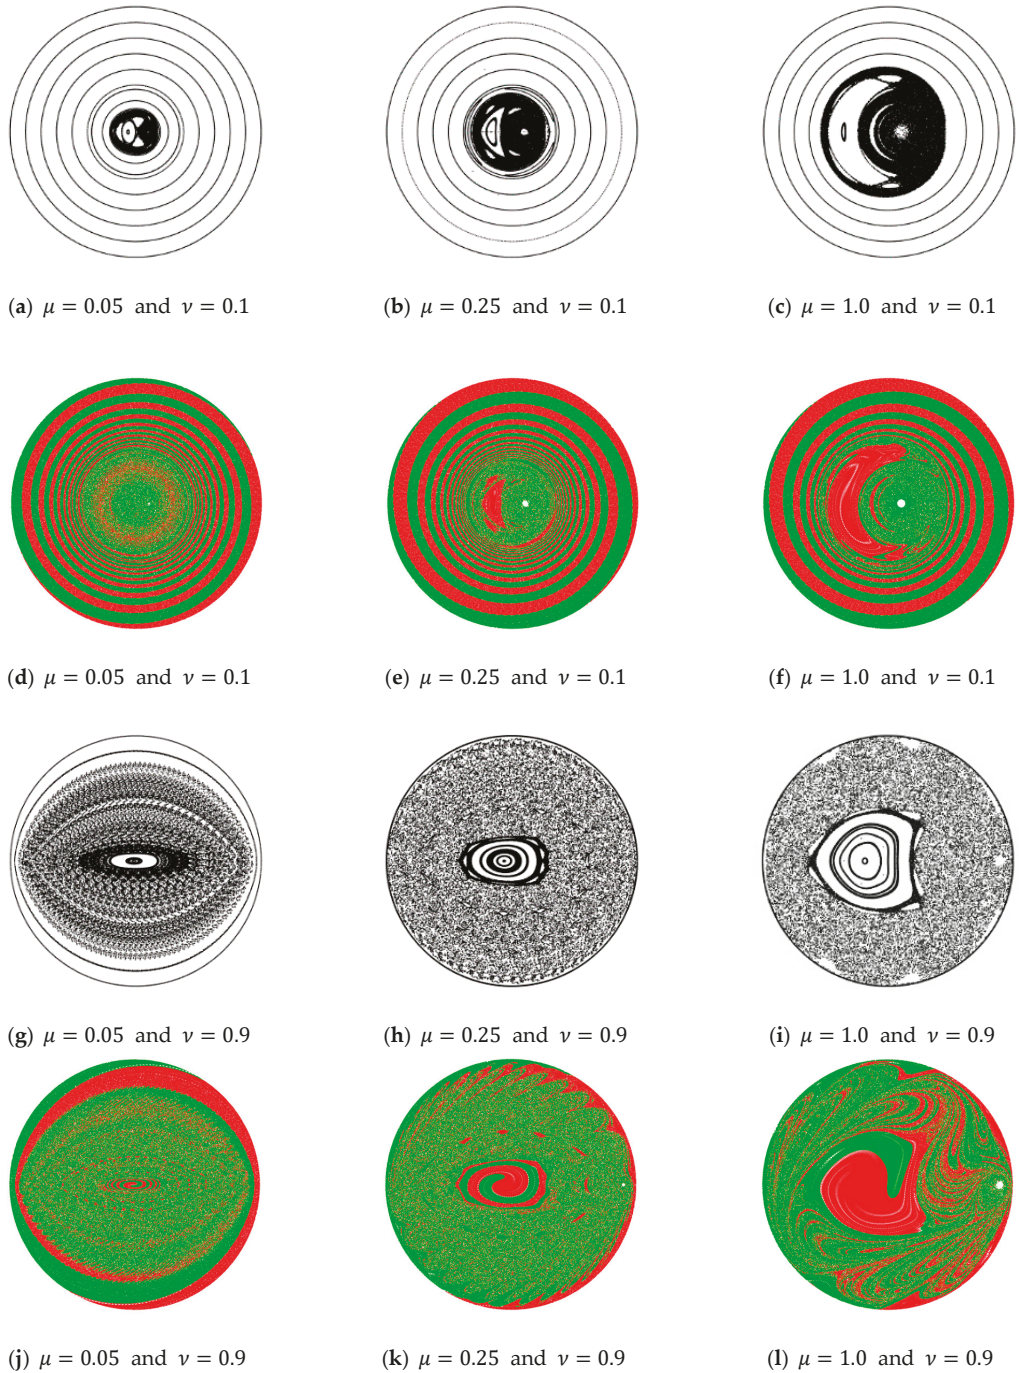 (a) μ = 0.05 and ν = 0.1
(b) μ = 0.25 and ν = 0.1
(c) μ = 1.0 and ν = 0.1
(d) μ = 0.05 and ν = 0.1
(e) μ = 0.25 and ν = 0.1
(f) μ = 1.0 and ν = 0.1
(g) μ = 0.05 and ν = 0.9
(h) μ = 0.25 and ν = 0.9
(i) μ = 1.0 and ν = 0.9
(j) μ = 0.05 and ν = 0.9
(k) μ = 0.25 and ν = 0.9
(l) μ = 1.0 and ν = 0.9